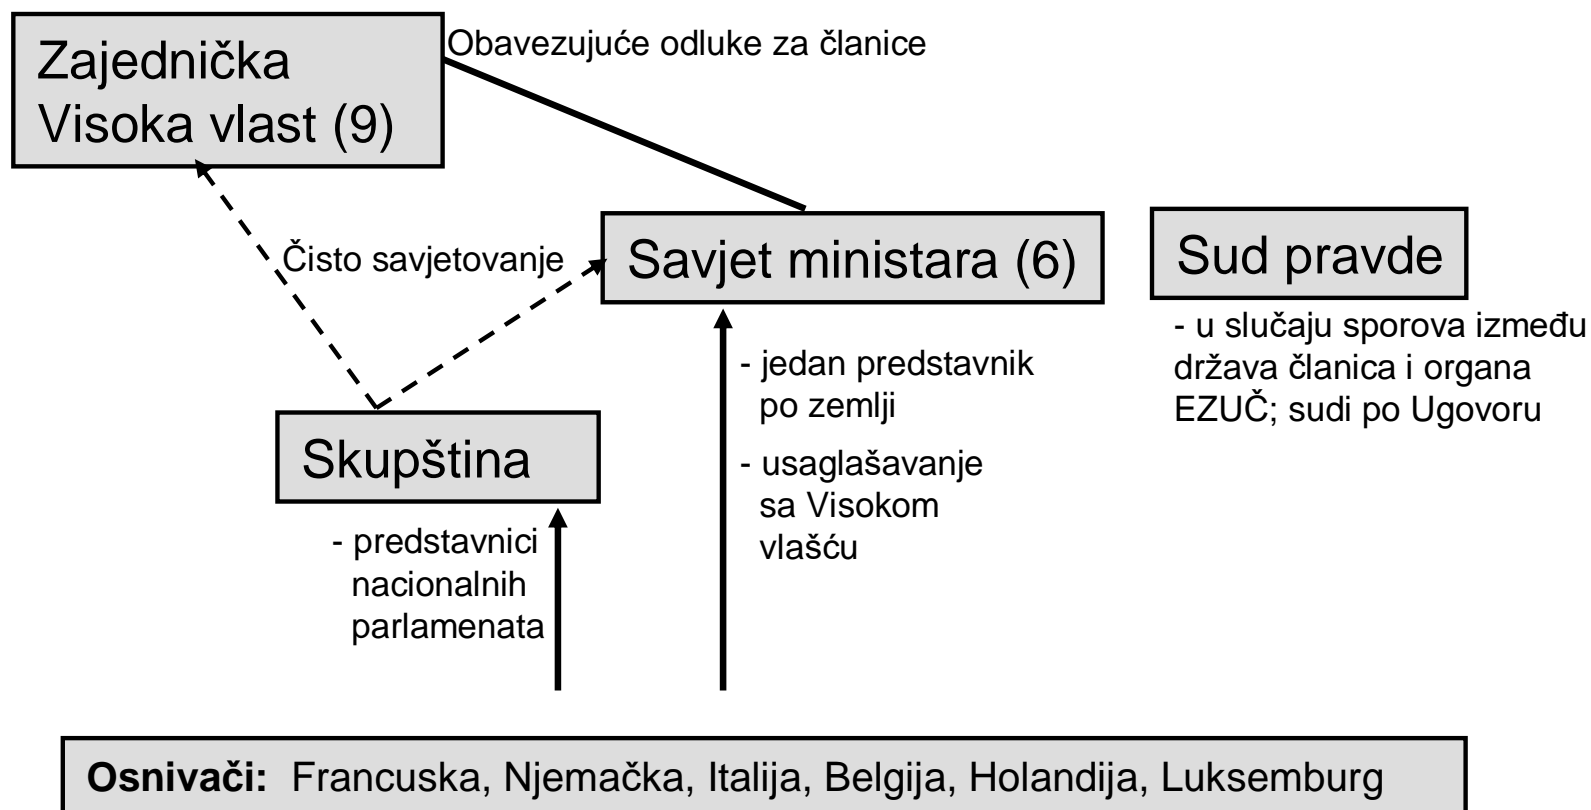 Zajednička
Visoka vlast (9)
Obavezujuće odluke za članice
Čisto savjetovanje
Savjet ministara (6)
Sud pravde
- u slučaju sporova između
država članica i organa
EZUČ; sudi po Ugovoru
- jedan predstavnik
po zemlji
- usaglašavanje
sa Visokom
vlašću
Skupština
- predstavnici
nacionalnih
parlamenata
Osnivači: Francuska, Njemačka, Italija, Belgija, Holandija, Luksemburg